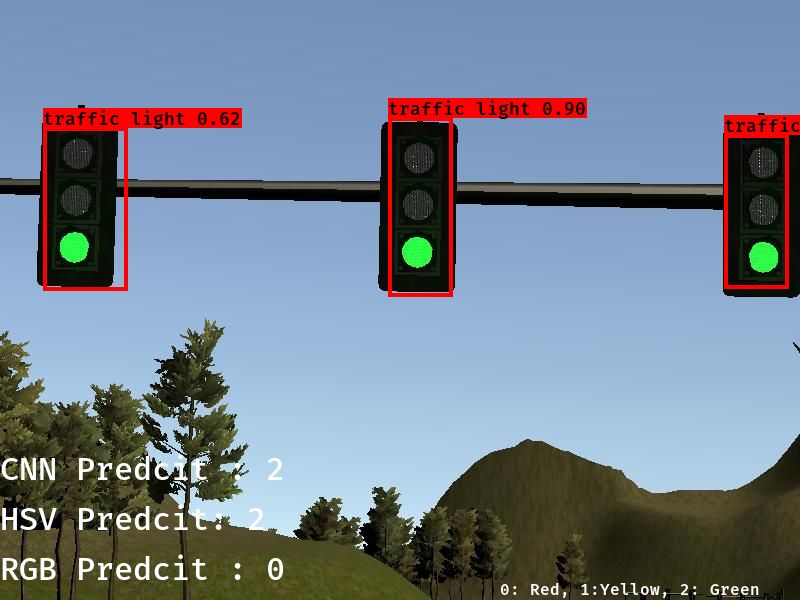 traffic light 0.62
traffic light 0.90
traffic
CNN Predcit : 2
HSV Predcit: 2
RGB Predcit : 0
0: Red, 1:Yellow, 2: Green